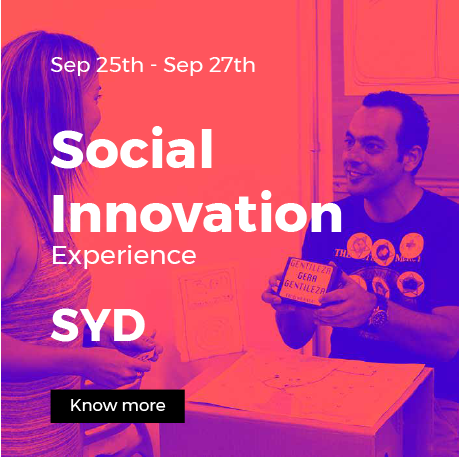 Sep 25th - Sep 27th
Social
Innovation
Experience
SYD
Know more
GENTILEZA
GERA
GENTILEZA